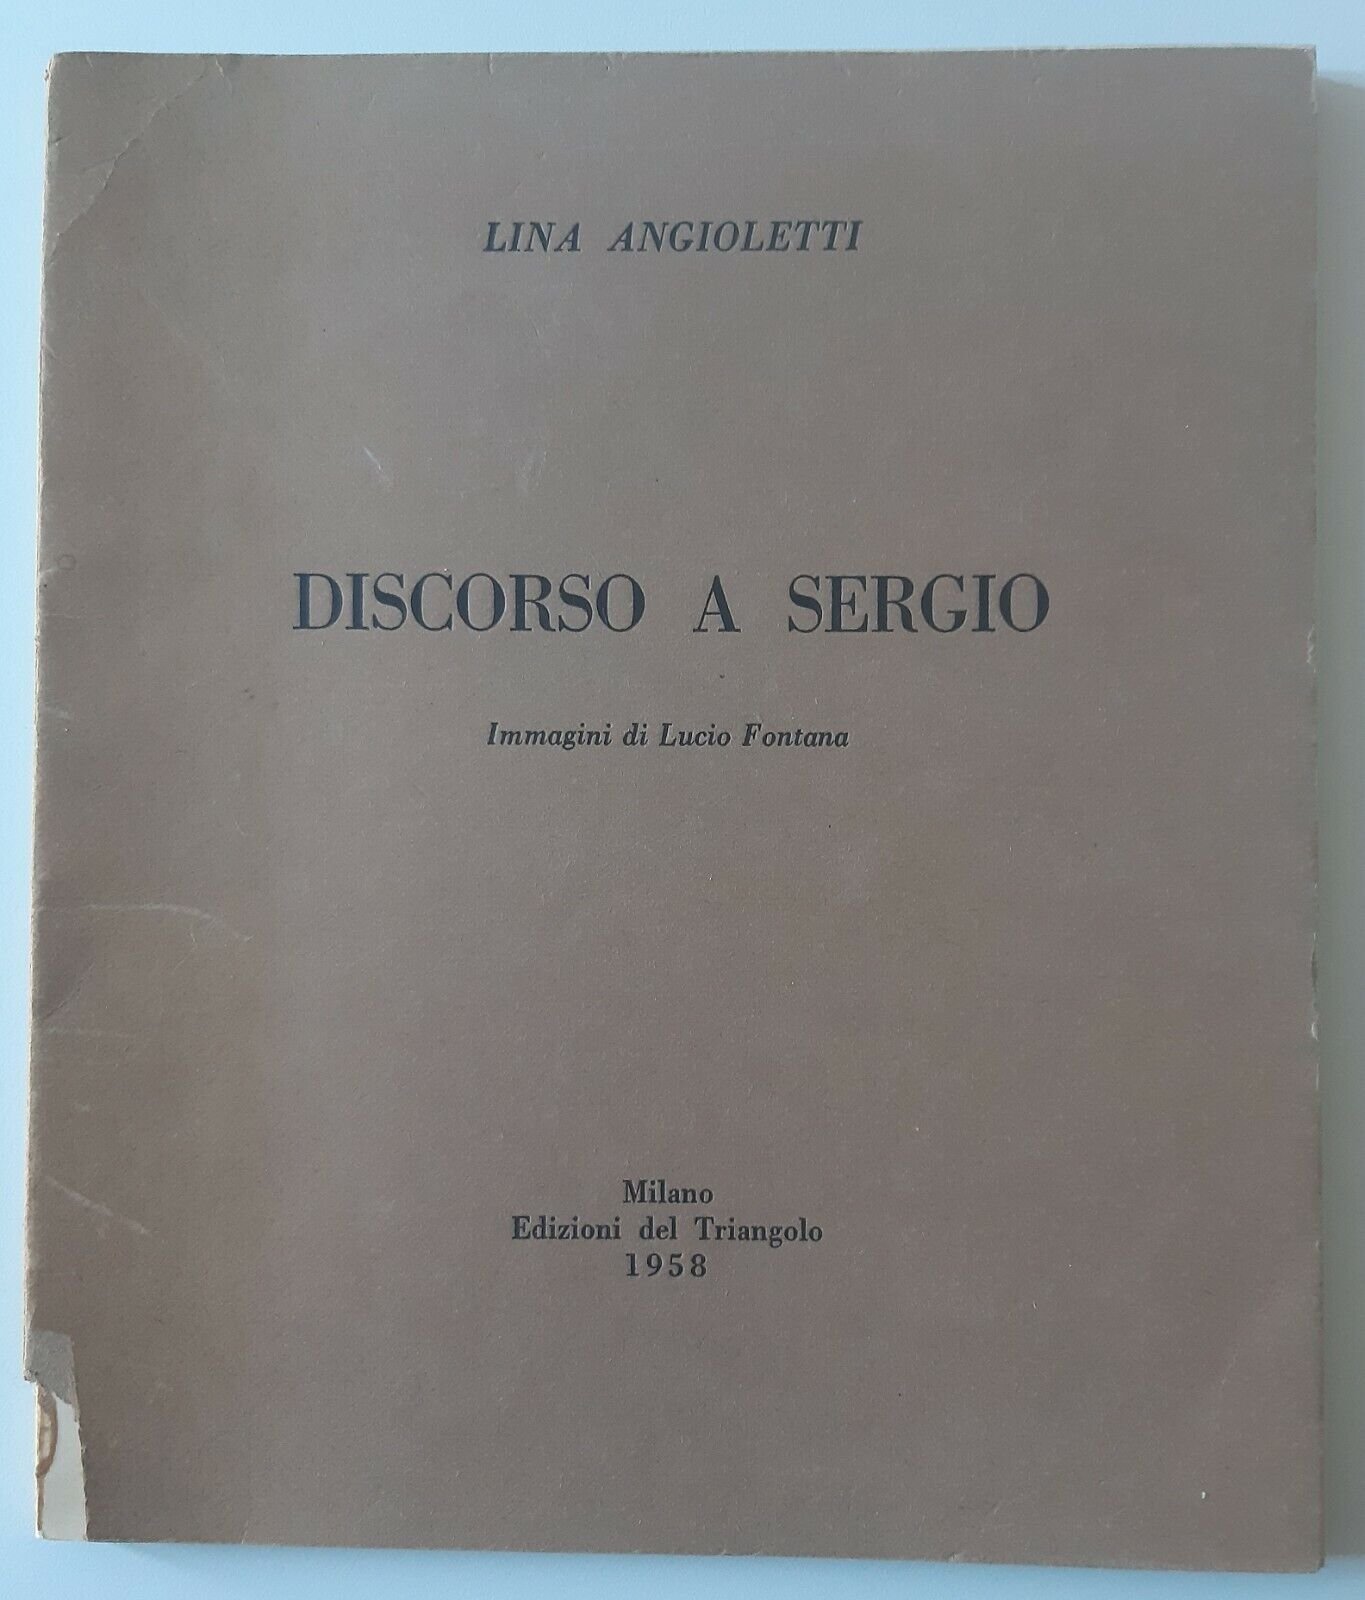 LINA ANGIOLETTI
DISCORSO A SERGIO
Immagini di Lucio Fontana
Milano
Edizioni del Triangolo
1958